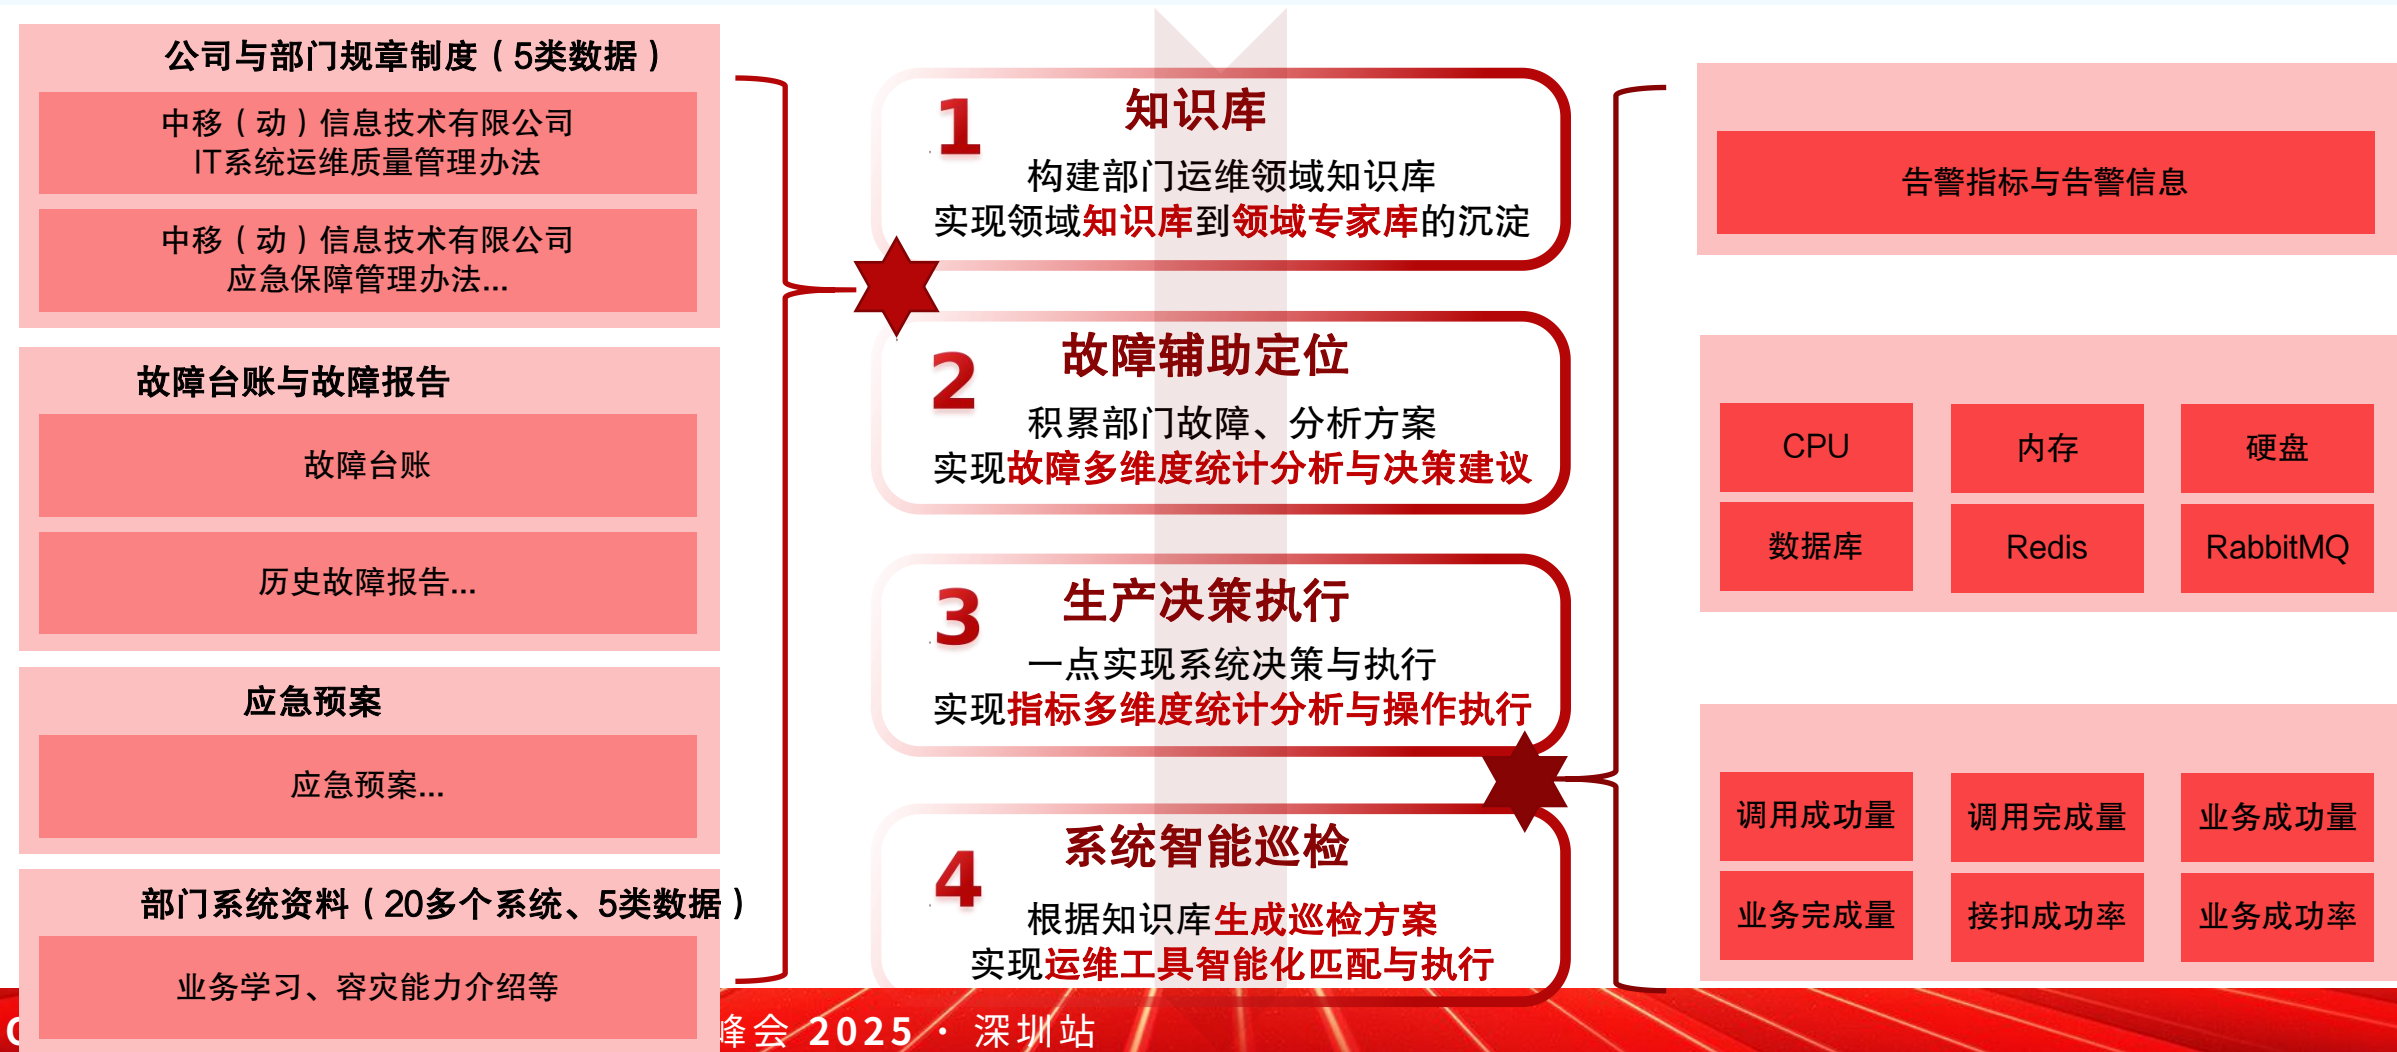 公司与部门规章制度（5类数据）
中移（动）信息技术有限公司
IT系统运维质量管理办法
中移（动）信息技术有限公司
应急保障管理办法...
故障台账与故障报告
故障台账
历史故障报告...
应急预案
应急预案...
部门系统资料（20多个系统、5类数据）
业务学习、容灾能力介绍等
1
知识库
构建部门运维领域知识库
实现领域知识库到领域专家库的沉淀
2
故障辅助定位
积累部门故障、分析方案
实现故障多维度统计分析与决策建议
3
生产决策执行
一点实现系统决策与执行
实现指标多维度统计分析与操作执行
4
系统智能巡检
根据知识库生成巡检方案
实现运维工具智能化匹配与执行
告警指标与告警信息
CPU
内存
硬盘
数据库
Redis
RabbitMQ
调用成功量
调用完成量
业务成功量
业务完成量
接扣成功率
业务成功率
峰会 2025 · 深圳站